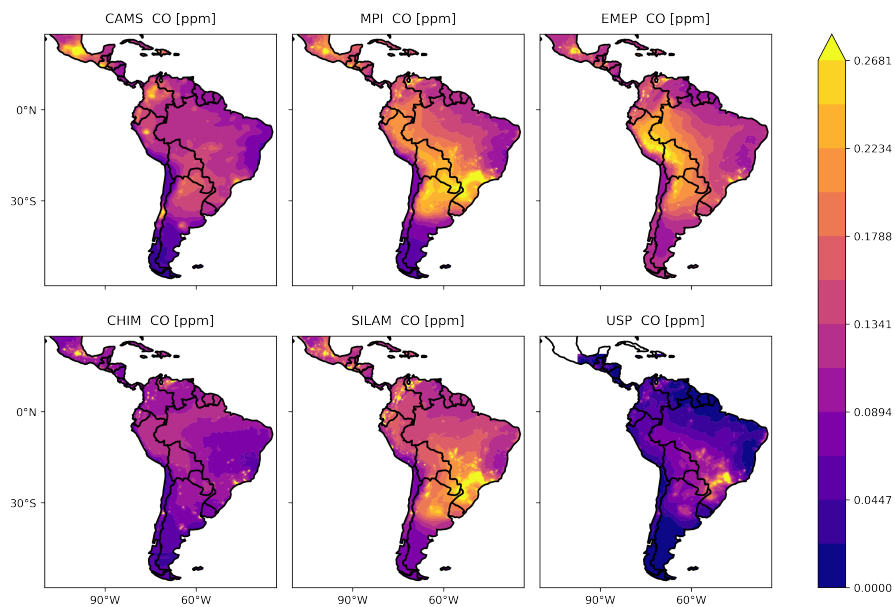 CAMS  CO [ppm]
MPI  CO [ppm]
EMEP  CO [ppm]
0°N
30°S
CHIM  CO [ppm]
SILAM  CO [ppm]
USP  CO [ppm]
0°N
30°S
90°W
60°W
90°W
60°W
90°W
60°W
0.2681
0.2234
0.1788
0.1341
0.0894
0.0447
0.0000